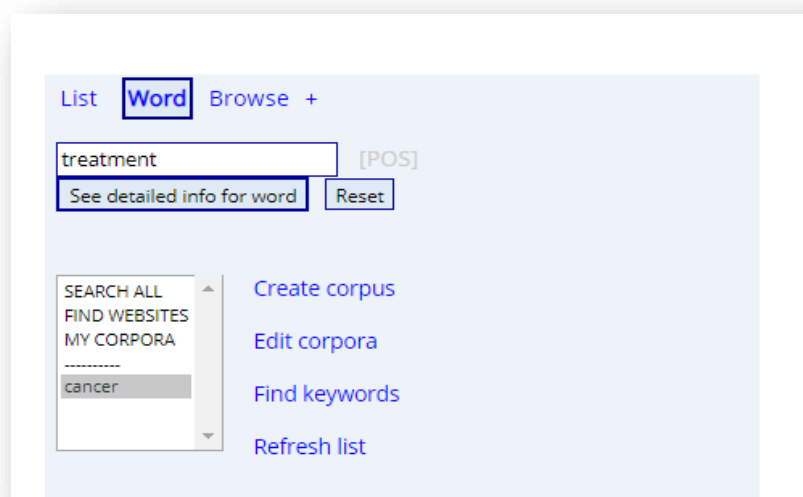 List Word Browse +
treatment [POS]
See detailed info for word Reset
SEARCH ALL
FIND WEBSITES
MY CORPORA
----------
cancer
Create corpus
Edit corpora
Find keywords
Refresh list